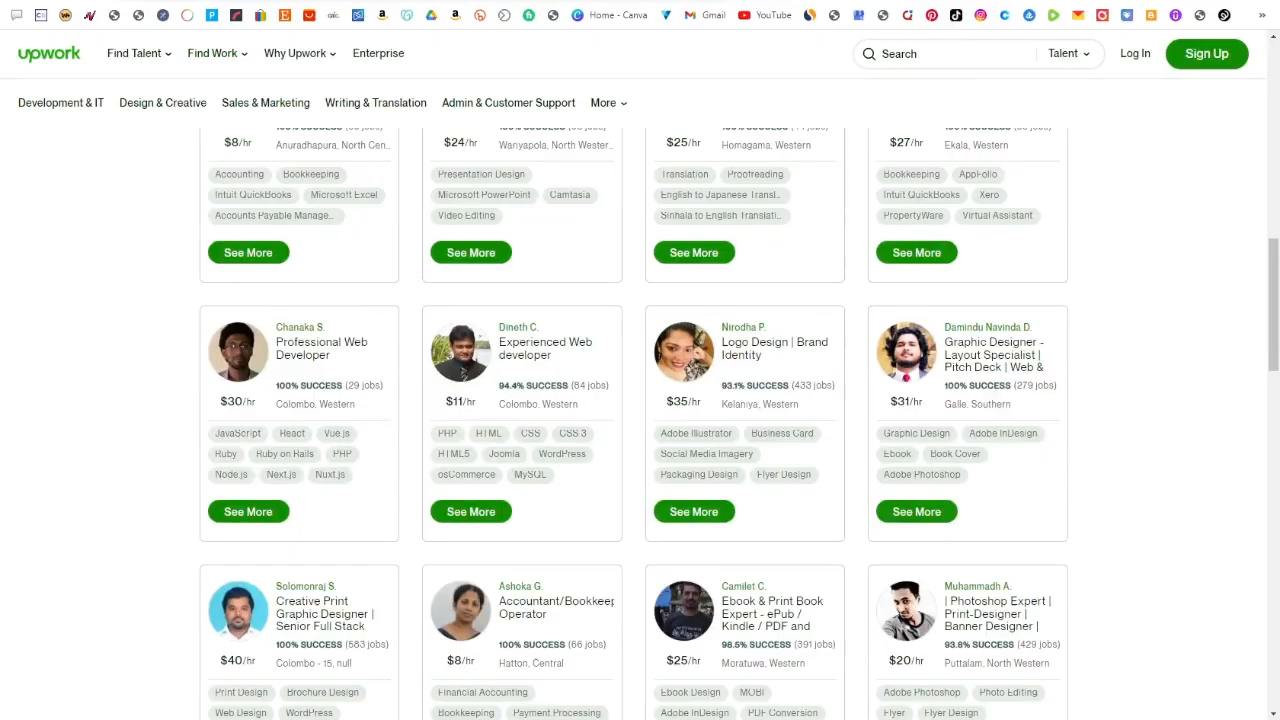 Home - Canva
Gmail
YouTube
»
upwork
Find Talent
Find Work
Why Upwork
Enterprise
Search
Talent
Log In
Sign Up
Development & IT
Design & Creative
Sales & Marketing
Writing & Translation
Admin & Customer Support
More
$8/hr
Anuradhapura, North Cen...
Accounting
Bookkeeping
Intuit QuickBooks
Microsoft Excel
Accounts Payable Manage...
See More
$24/hr
Wariyapola, North Wester...
Presentation Design
Microsoft PowerPoint
Camtasia
Video Editing
See More
$25/hr
Homagama, Western
Translation
Proofreading
English to Japanese Transl...
Sinhala to English Translati...
See More
$27/hr
Ekala, Western
Bookkeeping
AppFolio
Intuit QuickBooks
Xero
PropertyWare
Virtual Assistant
See More
Chanaka S.
Professional Web
Developer
100% SUCCESS (29 jobs)
$30/hr
Colombo, Western
JavaScript
React
Vue.js
Ruby
Ruby on Rails
PHP
Node.js
Next.js
Nuxt.js
See More
Dineth C.
Experienced Web
developer
94.4% SUCCESS (84 jobs)
$11/hr
Colombo, Western
PHP
HTML
CSS
CSS 3
HTML5
Joomla
WordPress
osCommerce
MySQL
See More
Nirodha P.
Logo Design | Brand
Identity
93.1% SUCCESS (433 jobs)
$35/hr
Kelaniya, Western
Adobe Illustrator
Business Card
Social Media Imagery
Packaging Design
Flyer Design
See More
Damindu Navinda D.
Graphic Designer -
Layout Specialist |
Pitch Deck | Web &
100% SUCCESS (279 jobs)
$31/hr
Galle, Southern
Graphic Design
Adobe InDesign
Ebook
Book Cover
Adobe Photoshop
See More
Solomonraj S.
Creative Print
Graphic Designer |
Senior Full Stack
100% SUCCESS (583 jobs)
$40/hr
Colombo - 15, null
Print Design
Brochure Design
Web Design
WordPress
Ashoka G.
Accountant/Bookkeep
Operator
100% SUCCESS (66 jobs)
$8/hr
Hatton, Central
Financial Accounting
Bookkeeping
Payment Processing
Camilet C.
Ebook & Print Book
Expert - ePub /
Kindle / PDF and
98.5% SUCCESS (391 jobs)
$25/hr
Moratuwa, Western
Ebook Design
MOBI
Adobe InDesign
PDF Conversion
Muhammadh A.
| Photoshop Expert |
Print-Designer |
Banner Designer |
93.8% SUCCESS (429 jobs)
$20/hr
Puttalam, North Western
Adobe Photoshop
Photo Editing
Flyer
Flyer Design